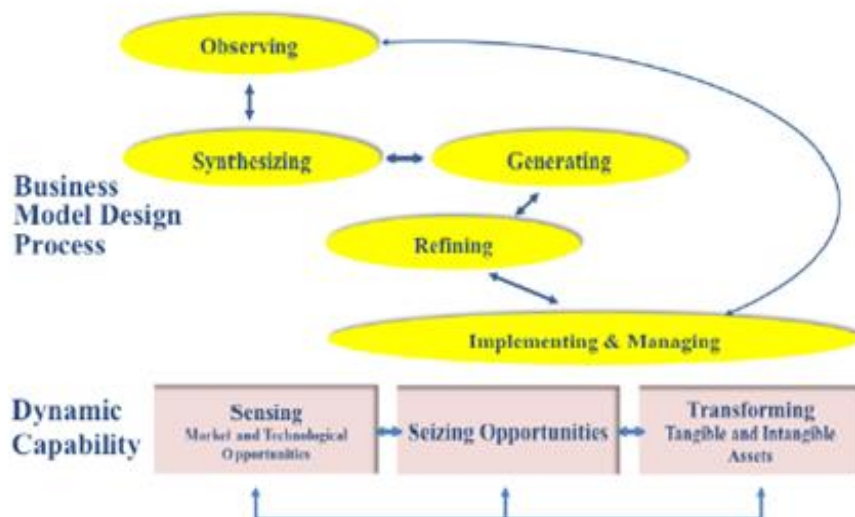 Observing
Synthesizing
Generating
Business
Model Design
Process
Refining
Implementing & Managing
Dynamic
Capability
Sensing
Market and Technological
Opportunities
Seizing Opportunities
Transforming
Tangible and Intangible
Assets